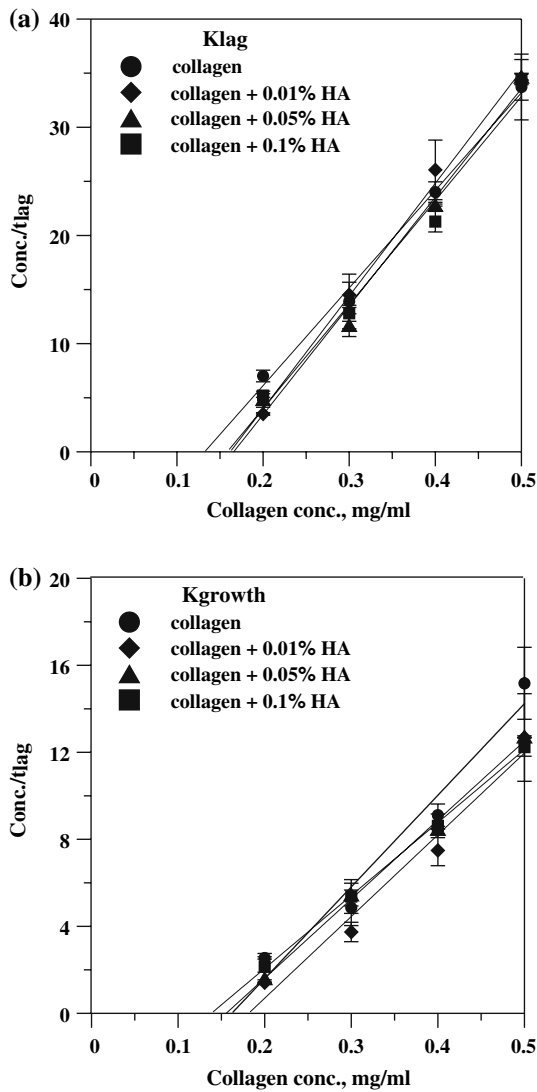 (a)
Klag
collagen
collagen + 0.01% HA
collagen + 0.05% HA
collagen + 0.1% HA
Conc./tlag
40
30
20
10
0
0 0.1 0.2 0.3 0.4 0.5
Collagen conc., mg/ml
(b)
Kgrowth
collagen
collagen + 0.01% HA
collagen + 0.05% HA
collagen + 0.1% HA
Conc./tlag
20
16
12
8
4
0
0 0.1 0.2 0.3 0.4 0.5
Collagen conc., mg/ml